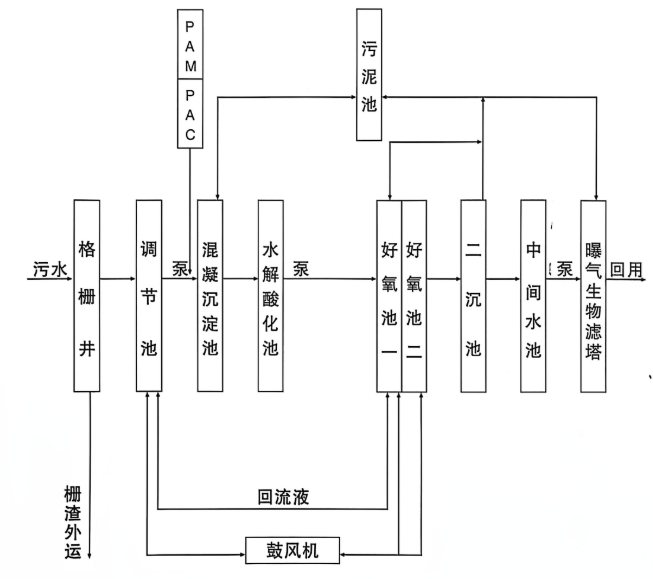 PAM
PAC
污泥池
污水
格栅井
调节池
泵
混凝沉淀池
水解酸化池
泵
好氧池一
好氧池二
二沉池
中间水池
泵
曝气生物滤塔
回用
栅渣外运
回流液
鼓风机